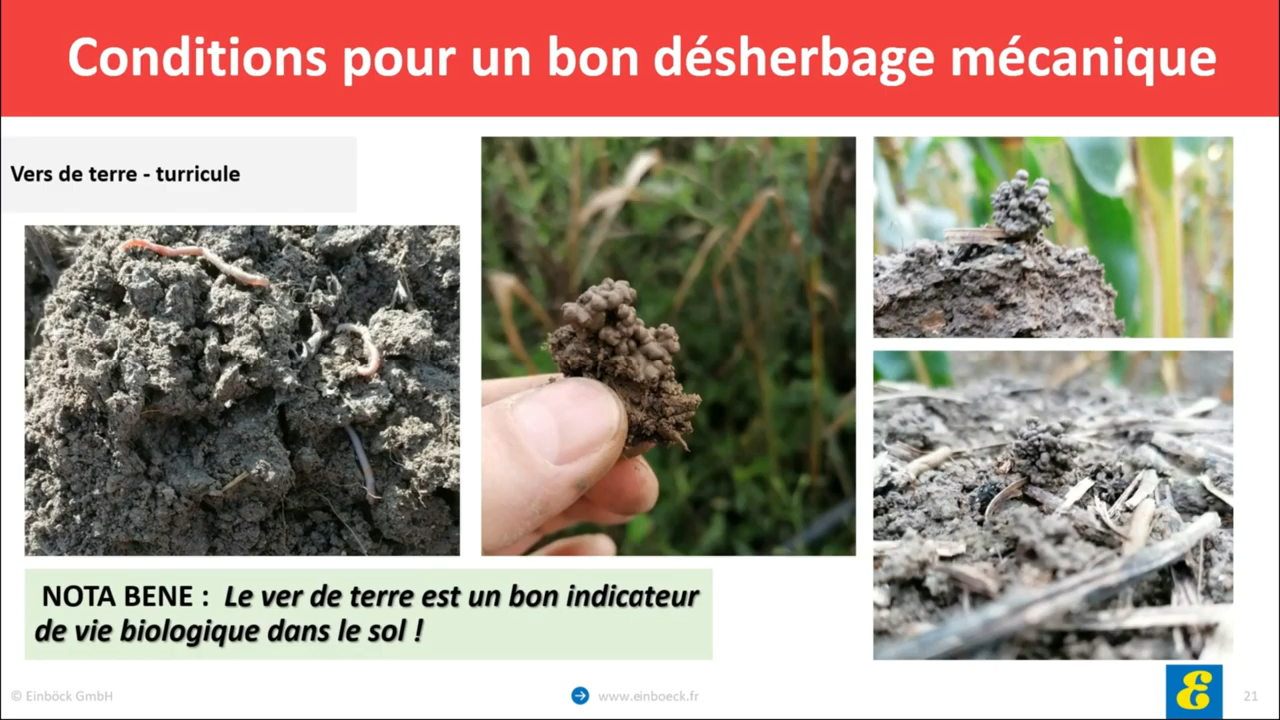 Conditions pour un bon désherbage mécanique
Vers de terre - turricule
NOTA BENE : Le ver de terre est un bon indicateur
de vie biologique dans le sol !
© Einböck GmbH
www.einboeck.fr
21